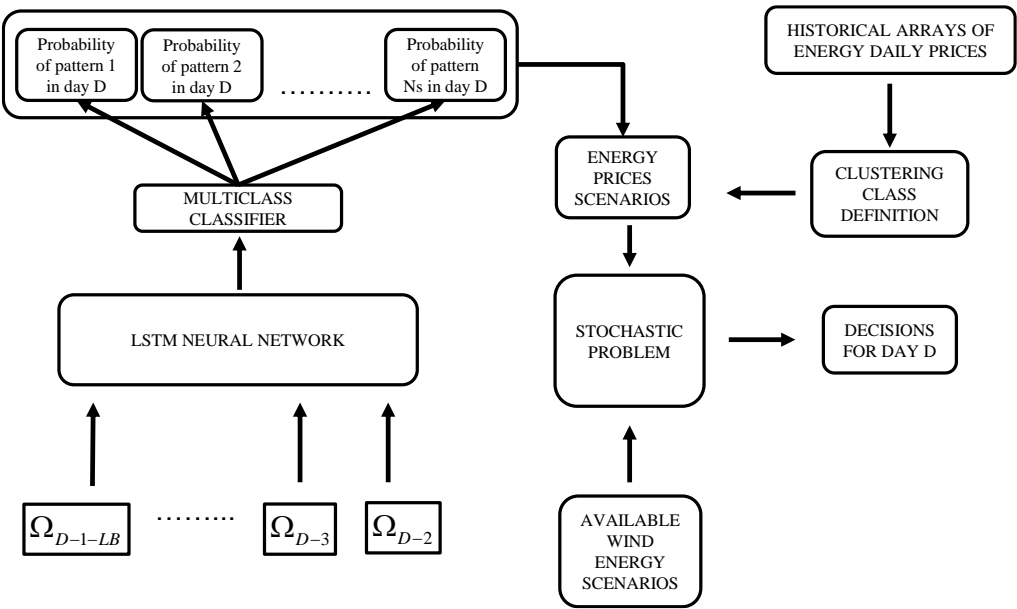 Probability
of pattern 1
in day D
Probability
of pattern 2
in day D
..........
Probability
of pattern
Ns in day D
HISTORICAL ARRAYS OF
ENERGY DAILY PRICES
ENERGY
PRICES
SCENARIOS
CLUSTERING
CLASS
DEFINITION
MULTICLASS
CLASSIFIER
LSTM NEURAL NETWORK
STOCHASTIC
PROBLEM
DECISIONS
FOR DAY D
Ω_{D−1−LB}
.........
Ω_{D−3}
Ω_{D−2}
AVAILABLE
WIND
ENERGY
SCENARIOS